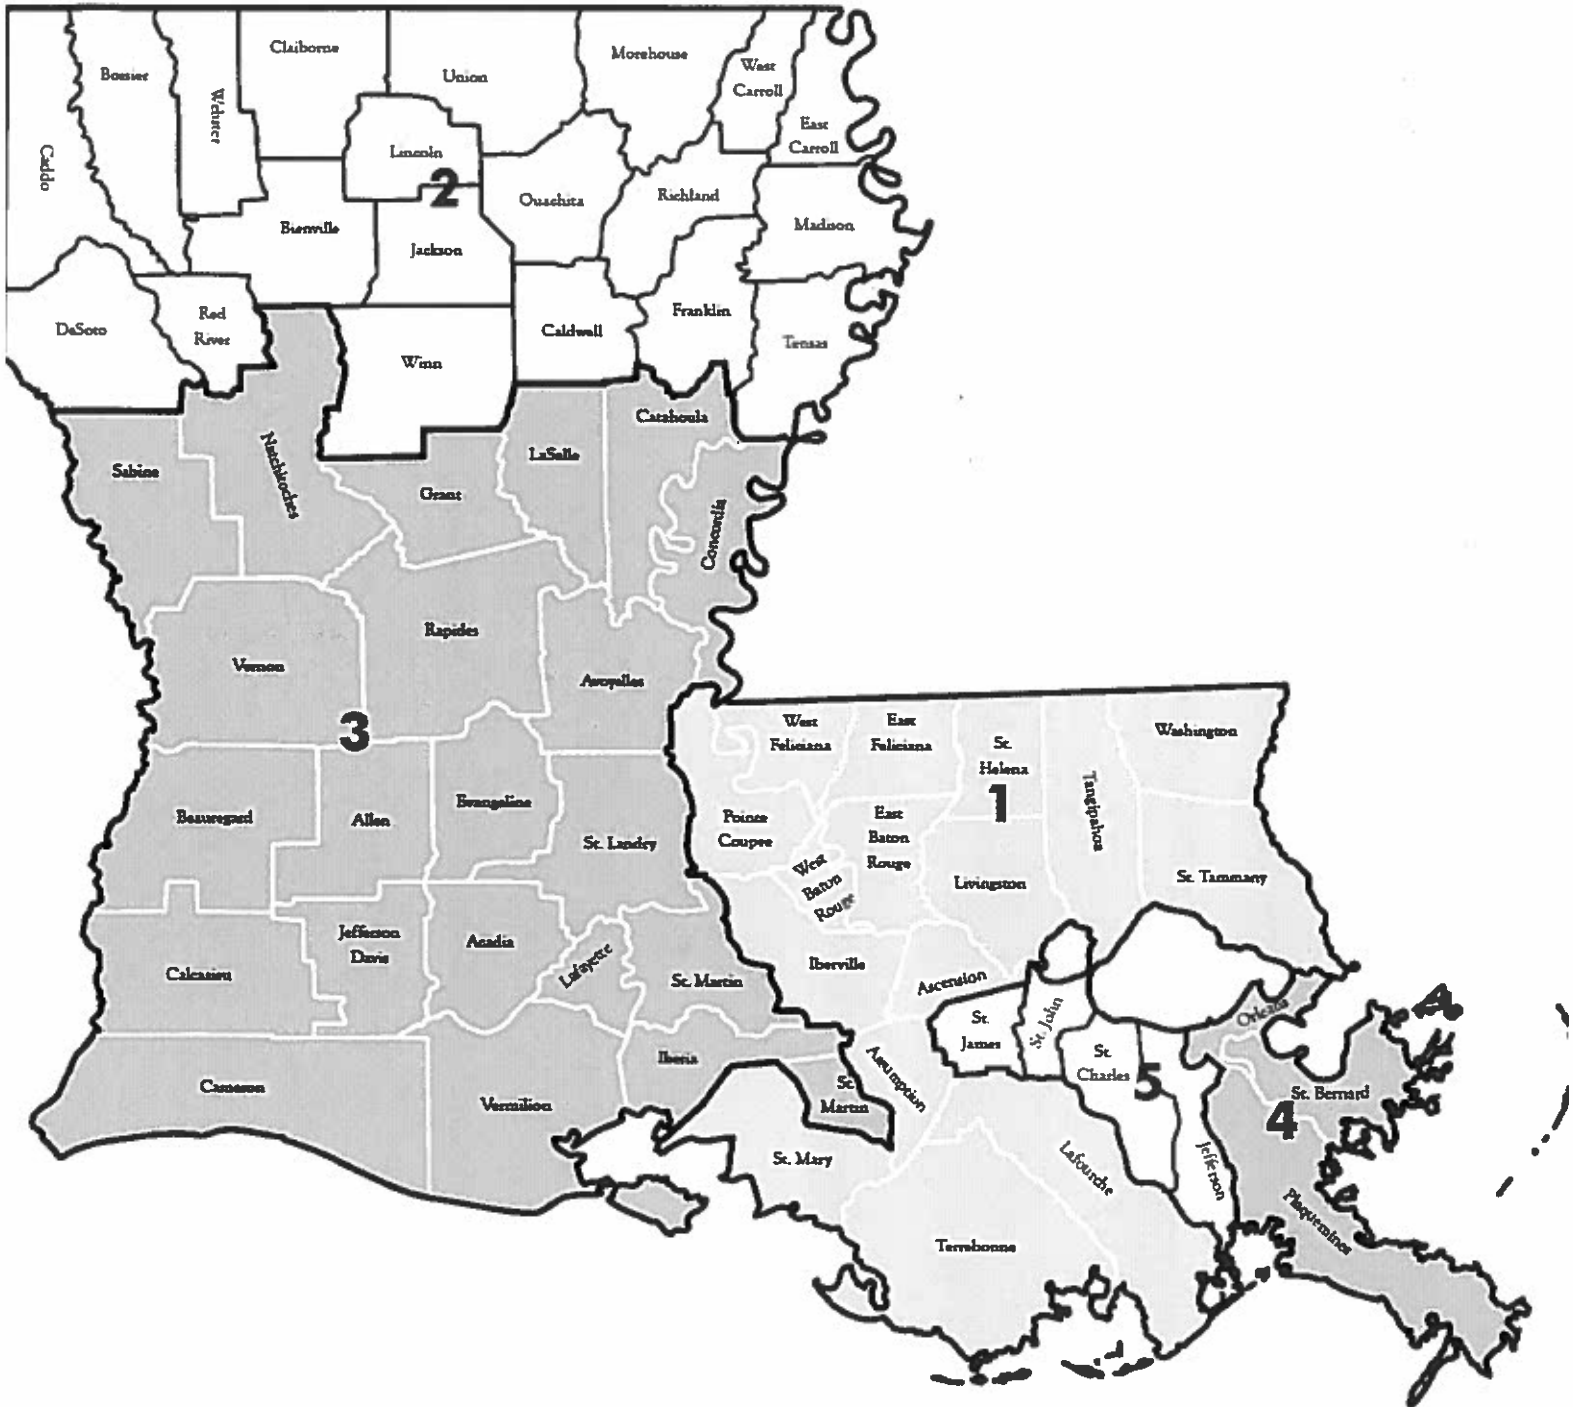 Claiborne
Morehouse
Bossier
Union
West
Carroll
Webster
East
Carroll
Caddo
Lincoln
2
Ouachita
Richland
Bienville
Jackson
Madison
Red
River
DeSoto
Franklin
Caldwell
Winn
Tensas
Catahoula
Sabine
Natchitoches
LaSalle
Grant
Concordia
Rapides
Vernon
Avoyelles
3
West
Feliciana
East
Feliciana
St.
Helena
Washington
1
Tangipahoa
Beauregard
Allen
Evangeline
St. Landry
Pointe
Coupee
East
Baton
Rouge
West
Baton
Rouge
Livingston
St. Tammany
Jefferson
Davis
Acadia
Lafayette
Calcasieu
St. Martin
Iberville
Ascension
St.
James
St. John
Orleans
St.
Charles
5
Iberia
Assumption
Cameron
Vermilion
St.
Martin
St. Bernard
4
St. Mary
Lafourche
Jefferson
Plaquemines
Terrebonne